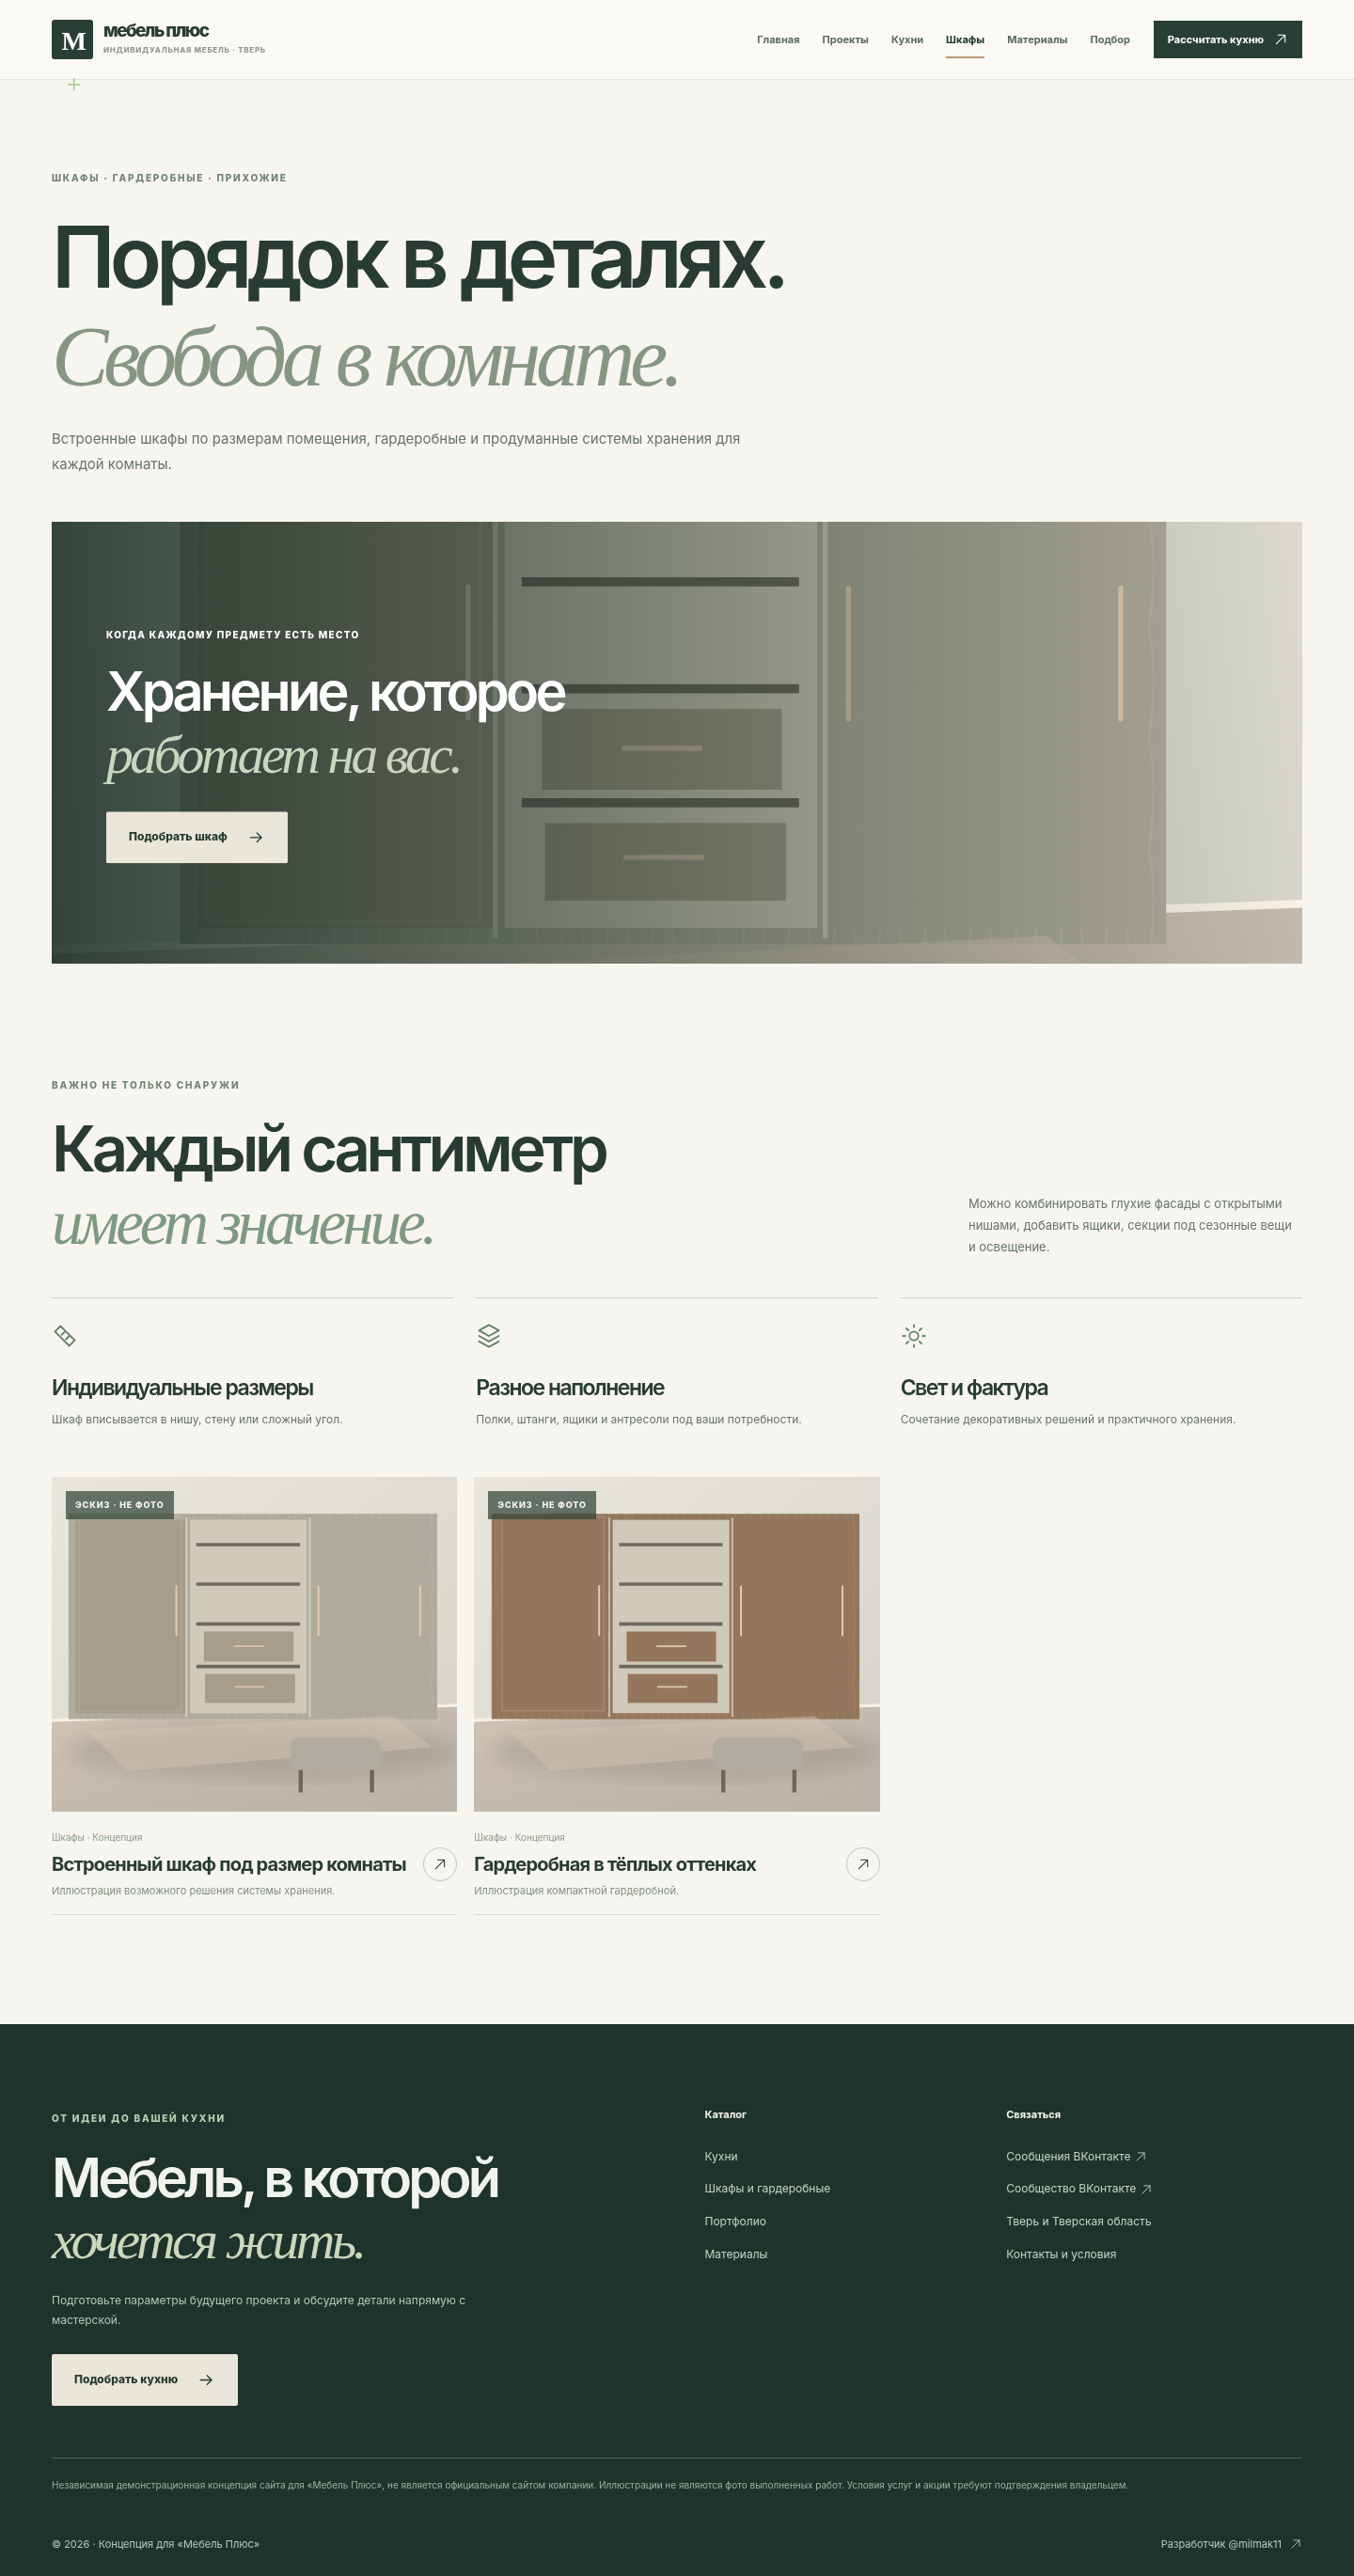 М
мебель плюс
ИНДИВИДУАЛЬНАЯ МЕБЕЛЬ · ТВЕРЬ
Главная
Проекты
Кухни
Шкафы
Материалы
Подбор
Рассчитать кухню
ШКАФЫ · ГАРДЕРОБНЫЕ · ПРИХОЖИЕ
Порядок в деталях.
Свобода в комнате.
Встроенные шкафы по размерам помещения, гардеробные и продуманные системы хранения для
каждой комнаты.
КОГДА КАЖДОМУ ПРЕДМЕТУ ЕСТЬ МЕСТО
Хранение, которое
работает на вас.
Подобрать шкаф
ВАЖНО НЕ ТОЛЬКО СНАРУЖИ
Каждый сантиметр
имеет значение.
Можно комбинировать глухие фасады с открытыми
нишами, добавить ящики, секции под сезонные вещи
и освещение.
Индивидуальные размеры
Шкаф вписывается в нишу, стену или сложный угол.
Разное наполнение
Полки, штанги, ящики и антресоли под ваши потребности.
Свет и фактура
Сочетание декоративных решений и практичного хранения.
ЭСКИЗ · НЕ ФОТО
Шкафы · Концепция
Встроенный шкаф под размер комнаты
Иллюстрация возможного решения системы хранения.
ЭСКИЗ · НЕ ФОТО
Шкафы · Концепция
Гардеробная в тёплых оттенках
Иллюстрация компактной гардеробной.
ОТ ИДЕИ ДО ВАШЕЙ КУХНИ
Мебель, в которой
хочется жить.
Подготовьте параметры будущего проекта и обсудите детали напрямую с
мастерской.
Подобрать кухню
Каталог
Кухни
Шкафы и гардеробные
Портфолио
Материалы
Связаться
Сообщения ВКонтакте
Сообщество ВКонтакте
Тверь и Тверская область
Контакты и условия
Независимая демонстрационная концепция сайта для «Мебель Плюс», не является официальным сайтом компании. Иллюстрации не являются фото выполненных работ. Условия услуг и акции требуют подтверждения владельцем.
© 2026 · Концепция для «Мебель Плюс»
Разработчик @milmak11